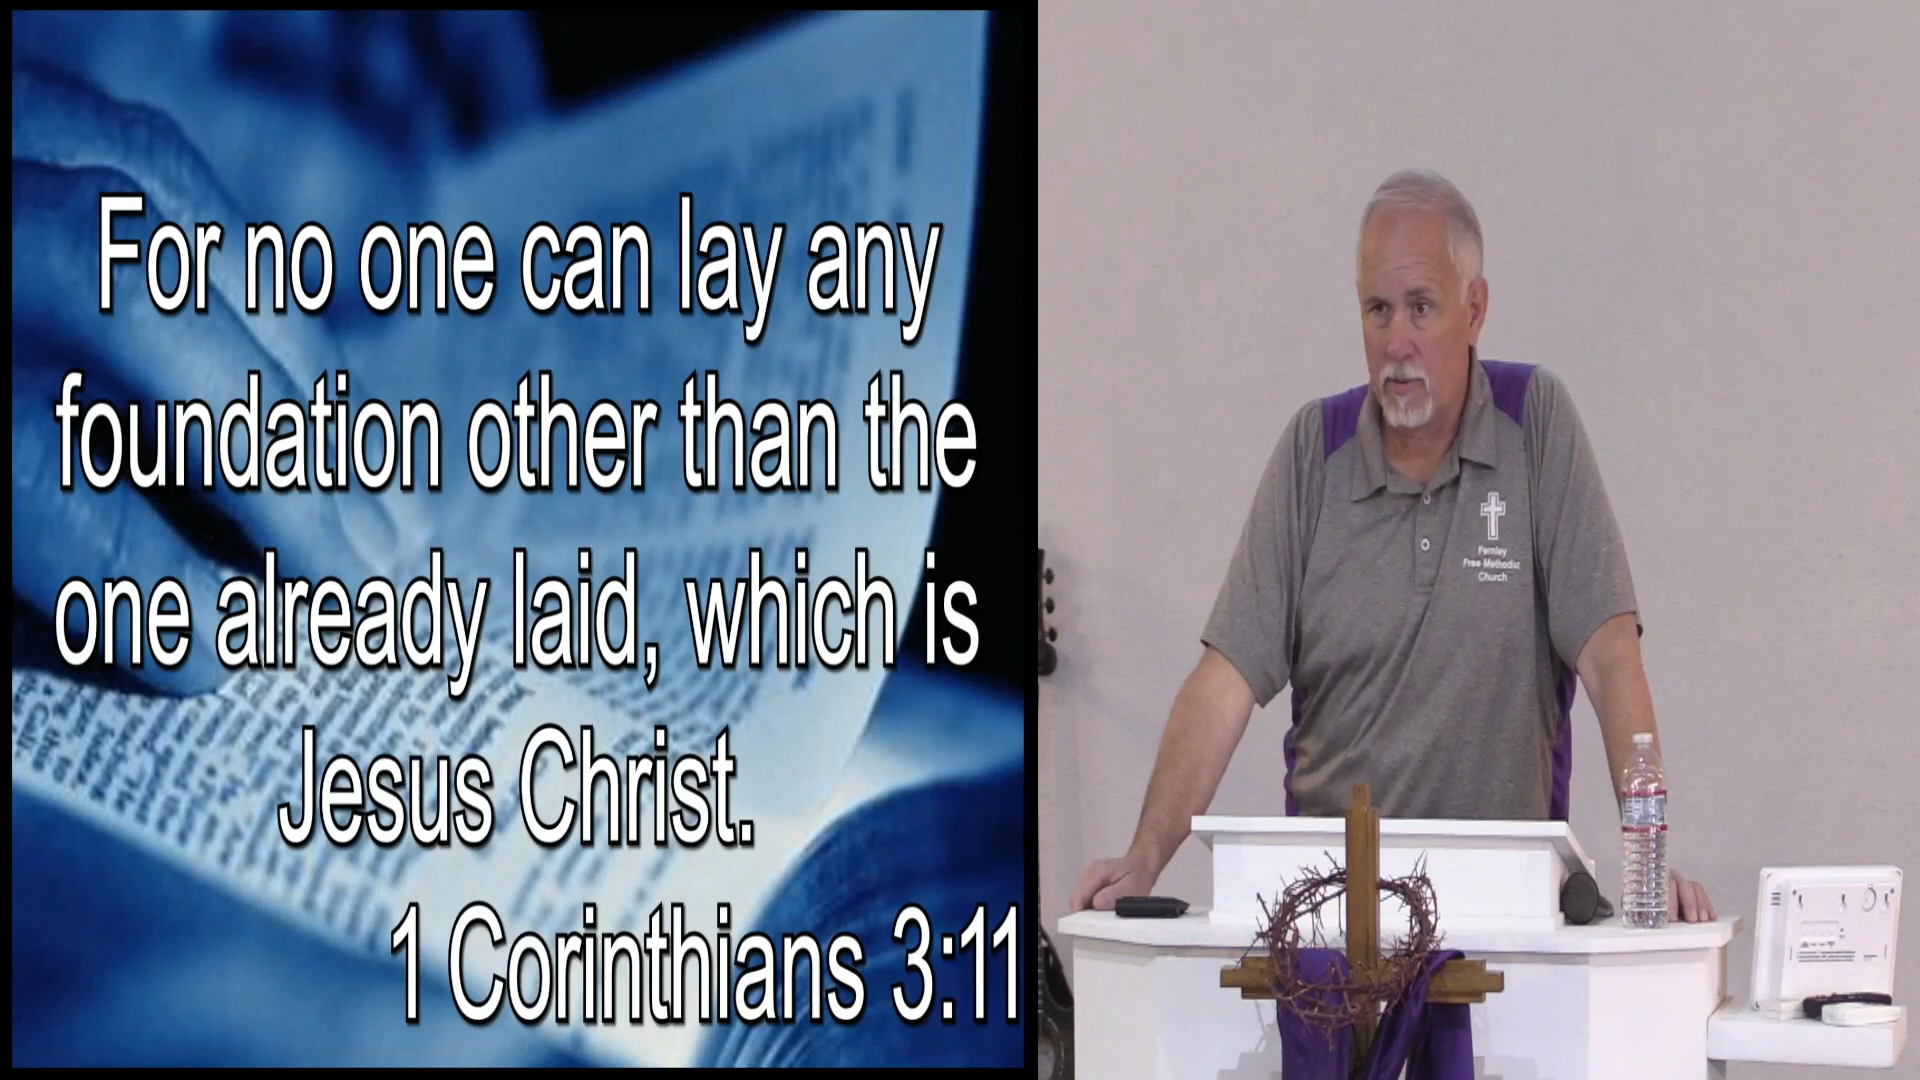 For no one can lay any
foundation other than the
one already laid, which is
Jesus Christ.
1 Corinthians 3:11
Fernley
Free Methodist
Church